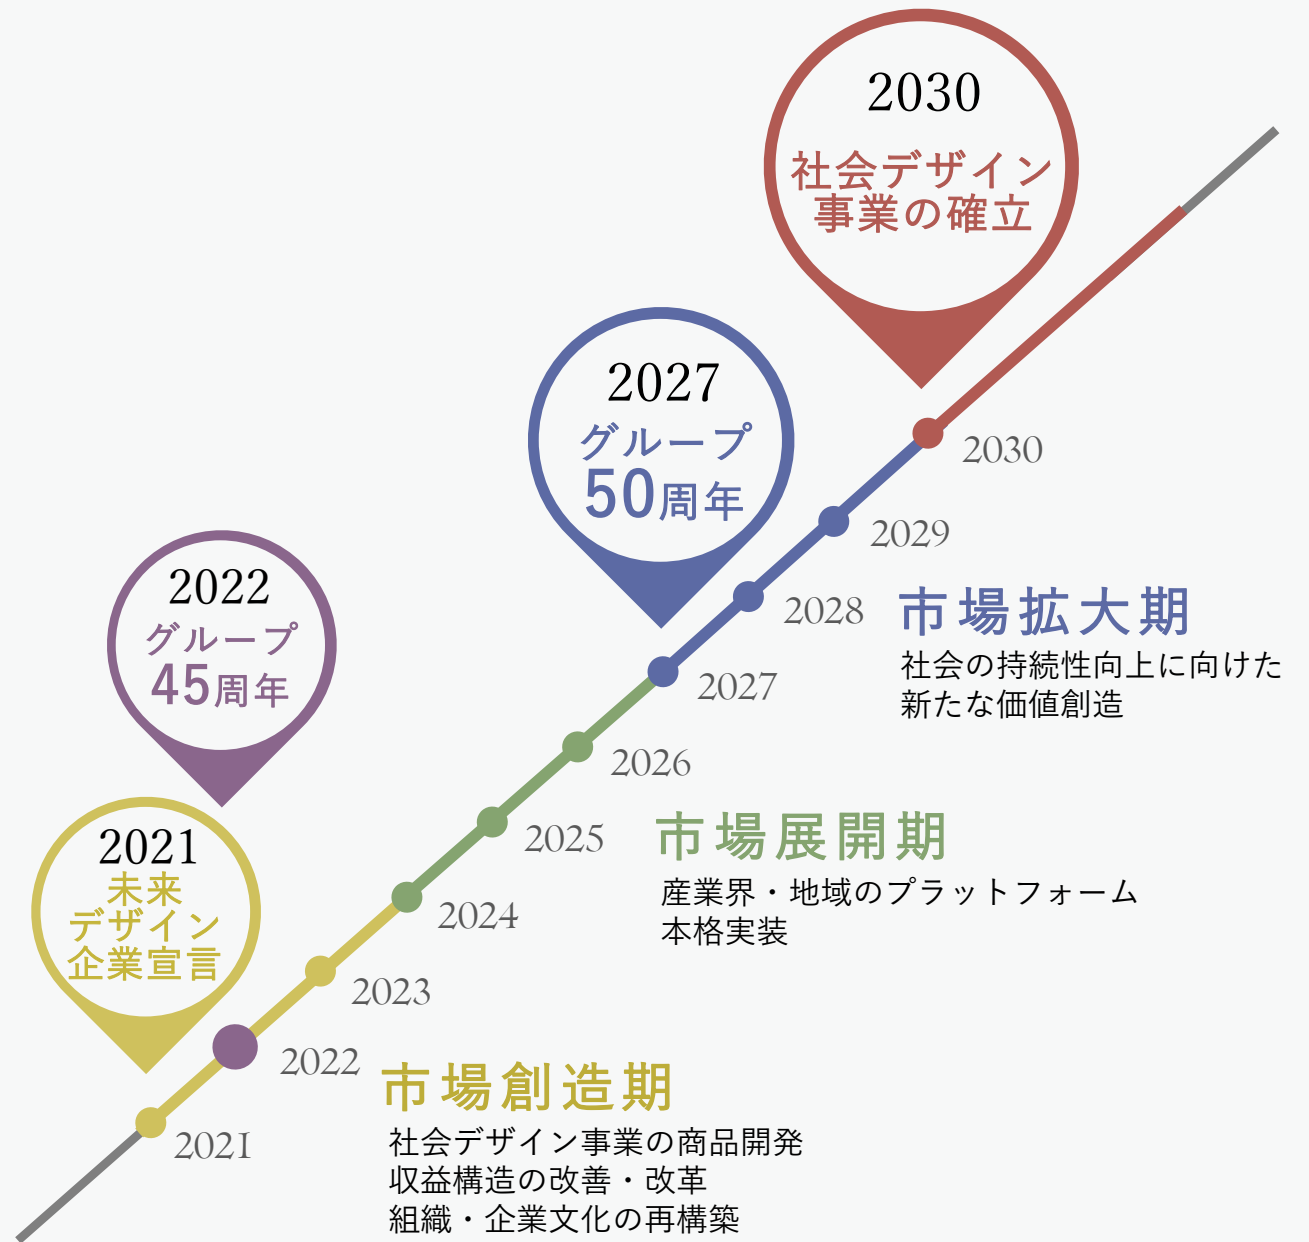 2030
社会デザイン
事業の確立
2027
グループ
50周年
2030
2029
2028
市場拡大期
社会の持続性向上に向けた
新たな価値創造
2027
2022
グループ
45周年
2026
2025
市場展開期
産業界・地域のプラットフォーム
本格実装
2024
2021
未来
デザイン
企業宣言
2023
2022
市場創造期
社会デザイン事業の商品開発
収益構造の改善・改革
組織・企業文化の再構築
2021